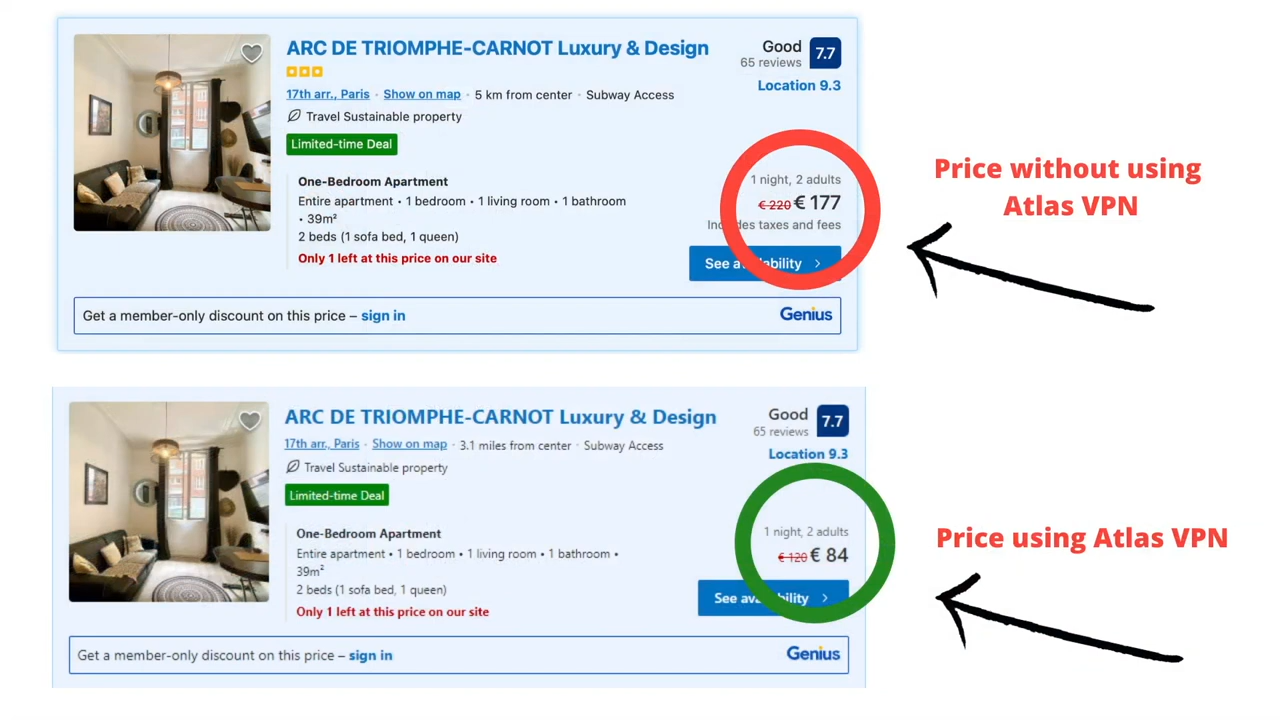 ARC DE TRIOMPHE-CARNOT Luxury & Design
Good
65 reviews
7.7
Location 9.3
17th arr., Paris · Show on map · 5 km from center · Subway Access
Travel Sustainable property
Limited-time Deal
One-Bedroom Apartment
Entire apartment • 1 bedroom • 1 living room • 1 bathroom
• 39m²
2 beds (1 sofa bed, 1 queen)
Only 1 left at this price on our site
1 night, 2 adults
€ 220 € 177
Includes taxes and fees
See availability
Get a member-only discount on this price – sign in
Genius
Price without using
Atlas VPN
ARC DE TRIOMPHE-CARNOT Luxury & Design
Good
65 reviews
7.7
Location 9.3
17th arr., Paris · Show on map · 3.1 miles from center · Subway Access
Travel Sustainable property
Limited-time Deal
One-Bedroom Apartment
Entire apartment • 1 bedroom • 1 living room • 1 bathroom •
39m²
2 beds (1 sofa bed, 1 queen)
Only 1 left at this price on our site
1 night, 2 adults
€ 120 € 84
See availability
Get a member-only discount on this price – sign in
Genius
Price using Atlas VPN